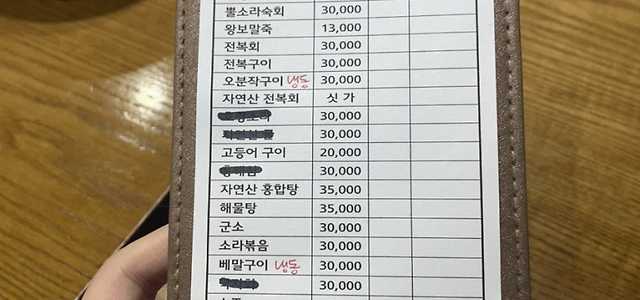 뿔소라숙회 30,000
왕보말죽 13,000
전복회 30,000
전복구이 30,000
오분작구이 냉동 30,000
자연산 전복회 싯 가
30,000
30,000
고등어 구이 20,000
30,000
자연산 홍합탕 35,000
해물탕 35,000
군소 30,000
소라볶음 30,000
베말구이 냉동 30,000
30,000